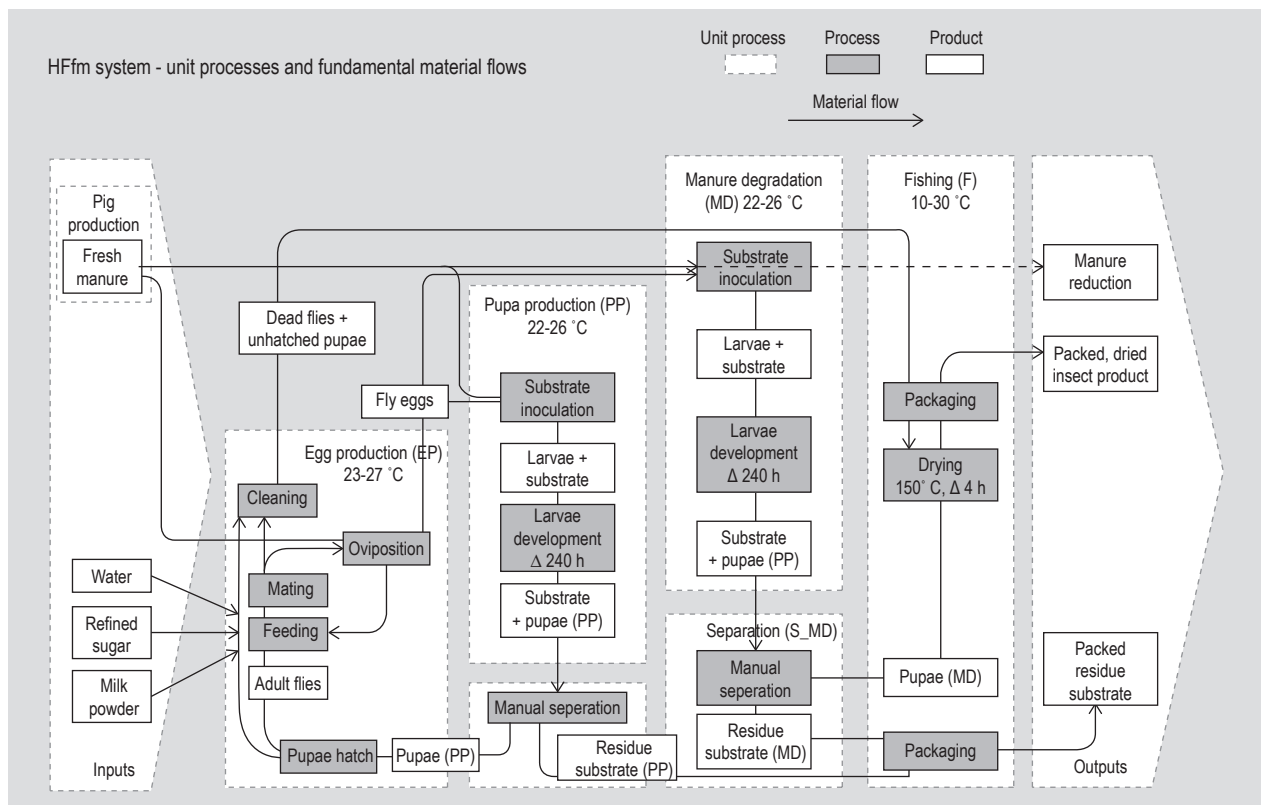 HFfm system - unit processes and fundamental material flows
Unit process
Process
Product
Material flow
Pig
production
Fresh
manure
Water
Refined
sugar
Milk
powder
Inputs
Dead flies +
unhatched pupae
Fly eggs
Egg production (EP)
23-27 ˚C
Cleaning
Oviposition
Mating
Feeding
Adult flies
Pupae hatch
Pupae (PP)
Pupa production (PP)
22-26 ˚C
Substrate
inoculation
Larvae +
substrate
Larvae
development
Δ 240 h
Substrate
+ pupae (PP)
Manual seperation
Residue
substrate (PP)
Manure degradation
(MD) 22-26 ˚C
Substrate
inoculation
Larvae +
substrate
Larvae
development
Δ 240 h
Substrate
+ pupae (PP)
Separation (S_MD)
Manual
seperation
Residue
substrate (MD)
Fishing (F)
10-30 ˚C
Packaging
Drying
150˚ C, Δ 4 h
Pupae (MD)
Packaging
Manure
reduction
Packed, dried
insect product
Packed
residue
substrate
Outputs